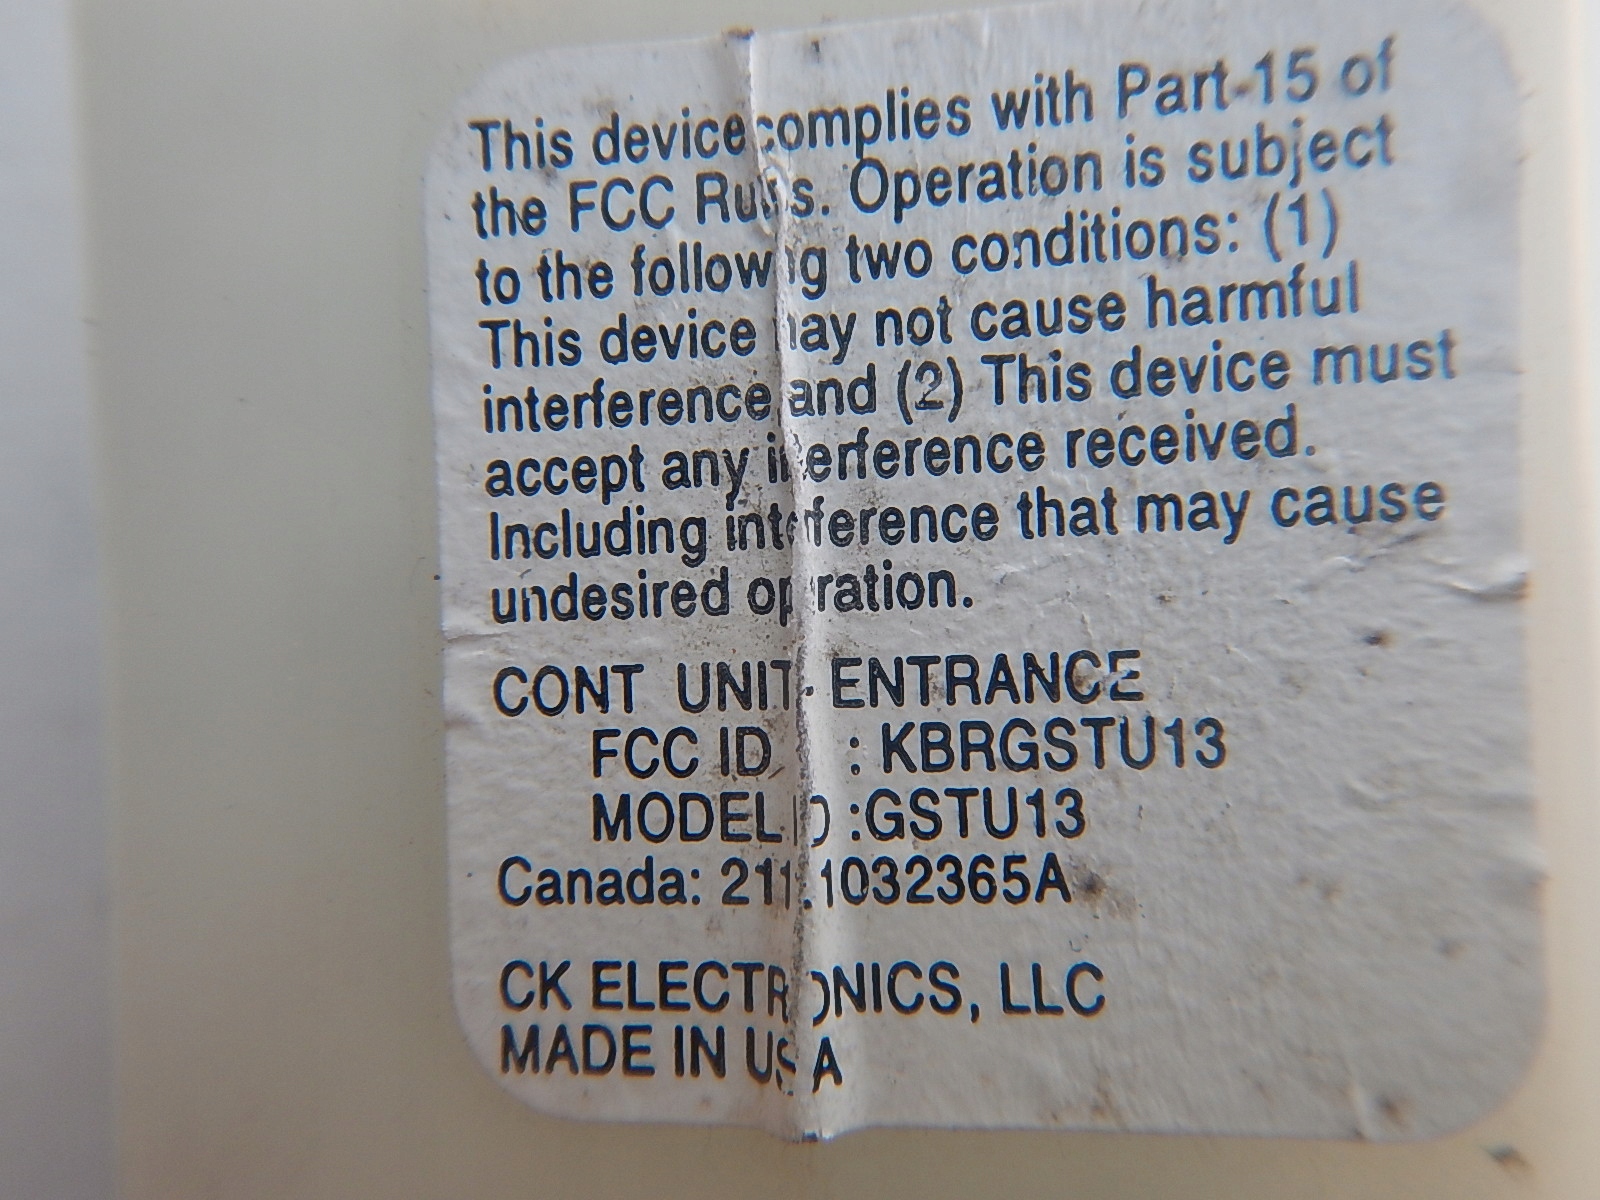 This device complies with Part-15 of
the FCC Rules. Operation is subject
to the following two conditions: (1)
This device may not cause harmful
interference and (2) This device must
accept any interference received.
Including interference that may cause
undesired operation.
CONT UNIT- ENTRANCE
FCC ID : KBRGSTU13
MODEL ID :GSTU13
Canada: 2111032365A
CK ELECTRONICS, LLC
MADE IN USA